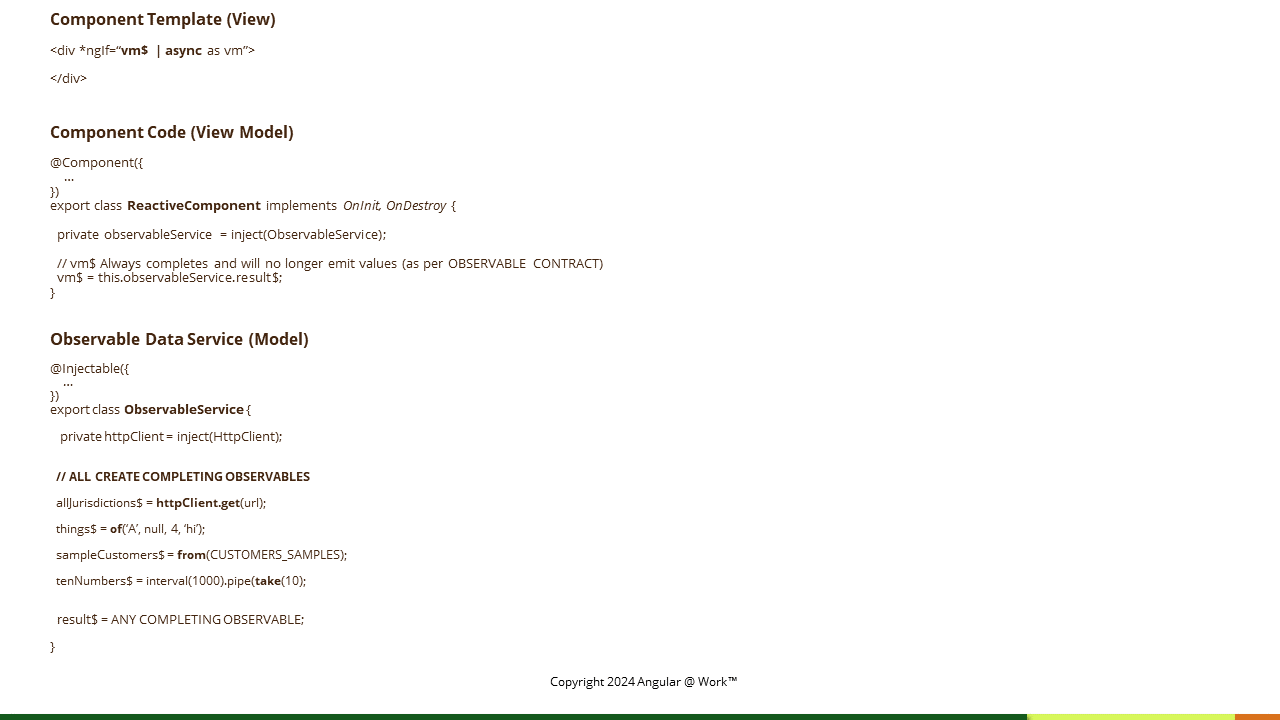 Component Template (View)
<div *ngIf=“vm$ | async as vm”>
</div>
Component Code (View Model)
@Component({
...
})
export class ReactiveComponent implements OnInit, OnDestroy {
private observableService = inject(ObservableService);
// vm$ Always completes and will no longer emit values (as per OBSERVABLE CONTRACT)
vm$ = this.observableService.result$;
}
Observable Data Service (Model)
@Injectable({
...
})
export class ObservableService {
private httpClient = inject(HttpClient);
// ALL CREATE COMPLETING OBSERVABLES
allJurisdictions$ = httpClient.get(url);
things$ = of(‘A’, null, 4, ‘hi’);
sampleCustomers$ = from(CUSTOMERS_SAMPLES);
tenNumbers$ = interval(1000).pipe(take(10);
result$ = ANY COMPLETING OBSERVABLE;
}
Copyright 2024 Angular @ Work™